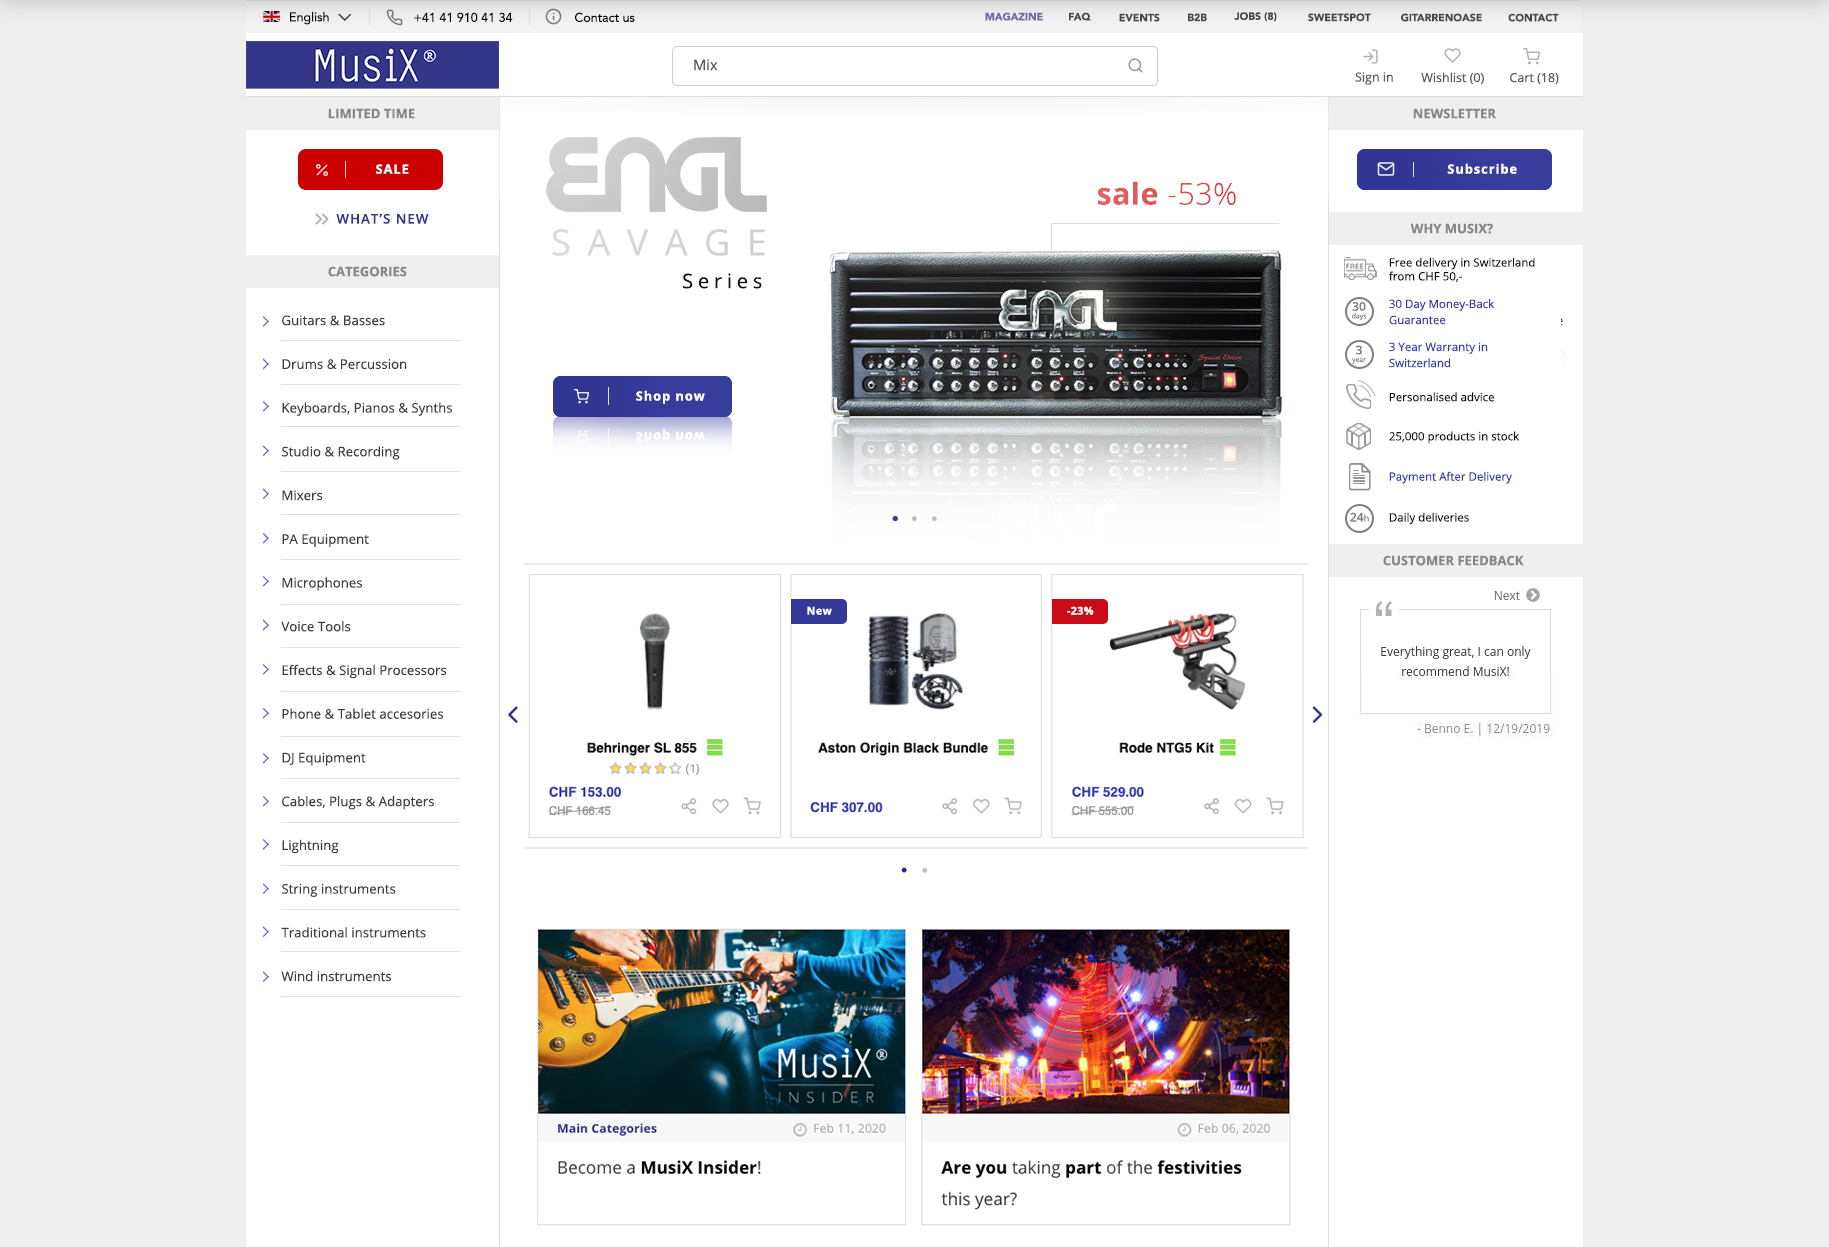 English
+41 41 910 41 34
Contact us
MAGAZINE
FAQ
EVENTS
B2B
JOBS (8)
SWEETSPOT
GITARRENOASE
CONTACT
MusiX®
Mix
Sign in
Wishlist (0)
Cart (18)
LIMITED TIME
% SALE
WHAT'S NEW
CATEGORIES
Guitars & Basses
Drums & Percussion
Keyboards, Pianos & Synths
Studio & Recording
Mixers
PA Equipment
Microphones
Voice Tools
Effects & Signal Processors
Phone & Tablet accesories
DJ Equipment
Cables, Plugs & Adapters
Lightning
String instruments
Traditional instruments
Wind instruments
ENGL
SAVAGE
Series
sale -53%
ENGL
Special Edition
Shop now
Behringer SL 855
(1)
CHF 153.00
CHF 166.45
New
Aston Origin Black Bundle
CHF 307.00
-23%
Rode NTG5 Kit
CHF 529.00
CHF 555.00
MusiX®
INSIDER
Main Categories
Feb 11, 2020
Become a MusiX Insider!
Feb 06, 2020
Are you taking part of the festivities
this year?
NEWSLETTER
Subscribe
WHY MUSIX?
FREE
Free delivery in Switzerland
from CHF 50,-
30
days
30 Day Money-Back
Guarantee
e
3
year
3 Year Warranty in
Switzerland
Personalised advice
25,000 products in stock
Payment After Delivery
24h
Daily deliveries
CUSTOMER FEEDBACK
Next
“
Everything great, I can only
recommend MusiX!
- Benno E. | 12/19/2019